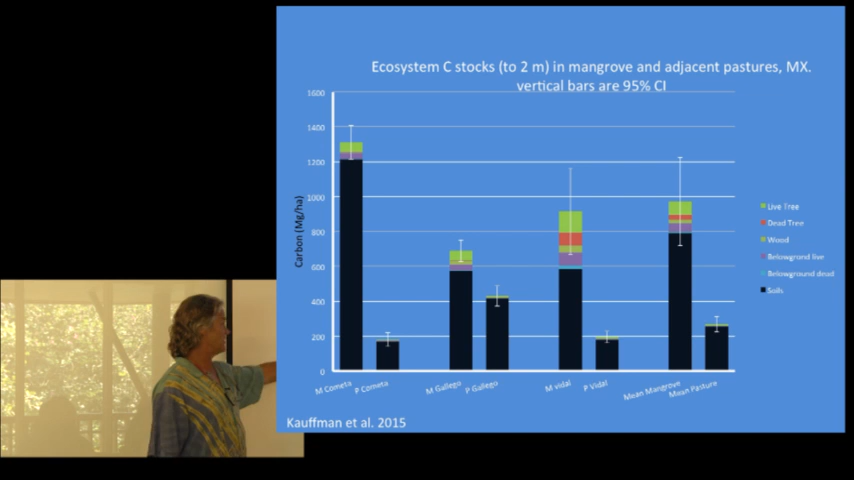 Ecosystem C stocks (to 2 m) in mangrove and adjacent pastures, MX.
vertical bars are 95% CI
1600
1400
1200
1000
800
600
400
200
0
Carbon (Mg/ha)
M Cometa
P Cometa
M Gallego
P Gallego
M vidal
P Vidal
Mean Mangrove
Mean Pasture
Live Tree
Dead Tree
Wood
Belowgrond live
Belowground dead
Soils
Kauffman et al. 2015